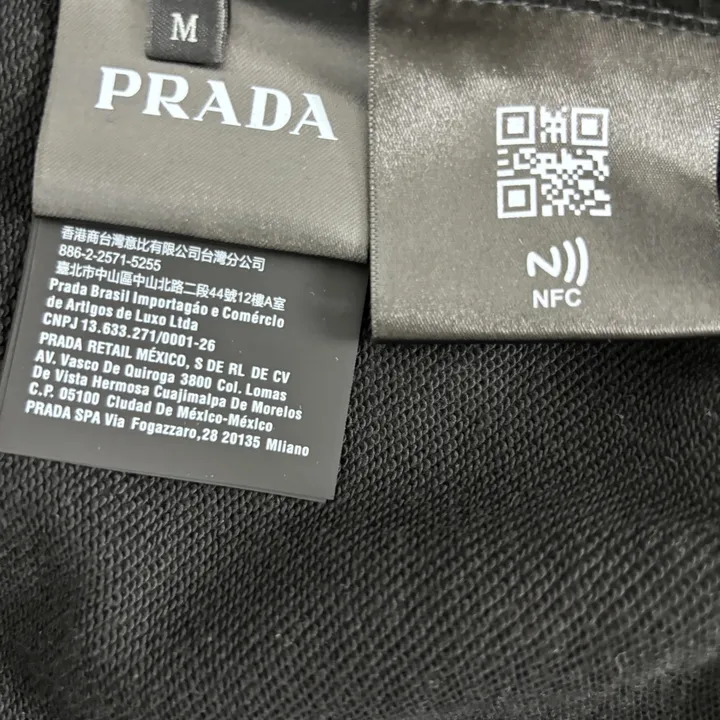 M
PRADA
香港商台灣意比有限公司台灣分公司
886-2-2571-5255
臺北市中山區中山北路二段44號12樓A室
Prada Brasil Importagáo e Comércio
de Artigos de Luxo Ltda
CNPJ 13.633.271/0001-26
PRADA RETAIL MÉXICO, S DE RL DE CV
AV. Vasco De Quiroga 3800 Col. Lomas
De Vista Hermosa Cuajimalpa De Morelos
C.P. 05100 Ciudad De México-México
PRADA SPA Via Fogazzaro,28 20135 Mliano
NFC